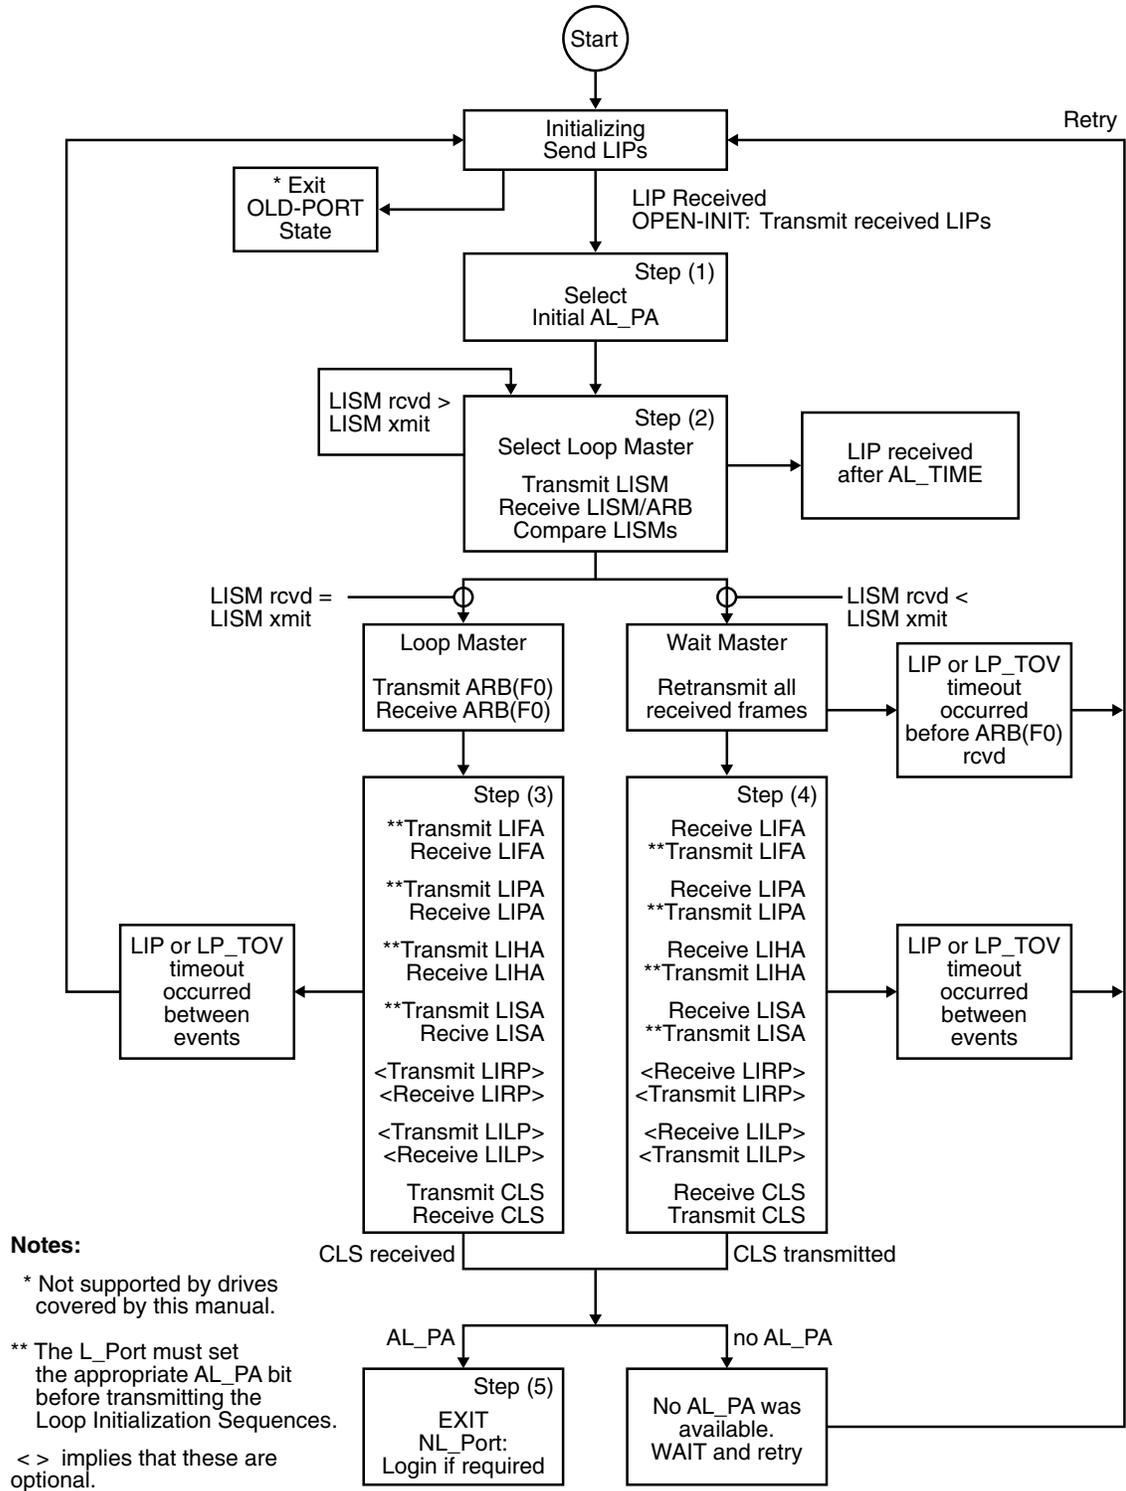 Start
Retry
Initializing
Send LIPs
* Exit
OLD-PORT
State
LIP Received
OPEN-INIT: Transmit received LIPs
Step (1)
Select
Initial AL_PA
LISM rcvd >
LISM xmit
Step (2)
Select Loop Master
Transmit LISM
Receive LISM/ARB
Compare LISMs
LIP received
after AL_TIME
LISM rcvd =
LISM xmit
LISM rcvd <
LISM xmit
Loop Master
Transmit ARB(F0)
Receive ARB(F0)
Wait Master
Retransmit all
received frames
LIP or LP_TOV
timeout
occurred
before ARB(F0)
rcvd
Step (3)
**Transmit LIFA
Receive LIFA
**Transmit LIPA
Receive LIPA
**Transmit LIHA
Receive LIHA
**Transmit LISA
Recive LISA
<Transmit LIRP>
<Receive LIRP>
<Transmit LILP>
<Receive LILP>
Transmit CLS
Receive CLS
Step (4)
Receive LIFA
**Transmit LIFA
Receive LIPA
**Transmit LIPA
Receive LIHA
**Transmit LIHA
Receive LISA
**Transmit LISA
<Receive LIRP>
<Transmit LIRP>
<Receive LILP>
<Transmit LILP>
Receive CLS
Transmit CLS
LIP or LP_TOV
timeout
occurred
between
events
LIP or LP_TOV
timeout
occurred
between
events
CLS received
CLS transmitted
AL_PA
no AL_PA
Step (5)
EXIT
NL_Port:
Login if required
No AL_PA was
available.
WAIT and retry
Notes:
* Not supported by drives
covered by this manual.
** The L_Port must set
the appropriate AL_PA bit
before transmitting the
Loop Initialization Sequences.
< > implies that these are
optional.